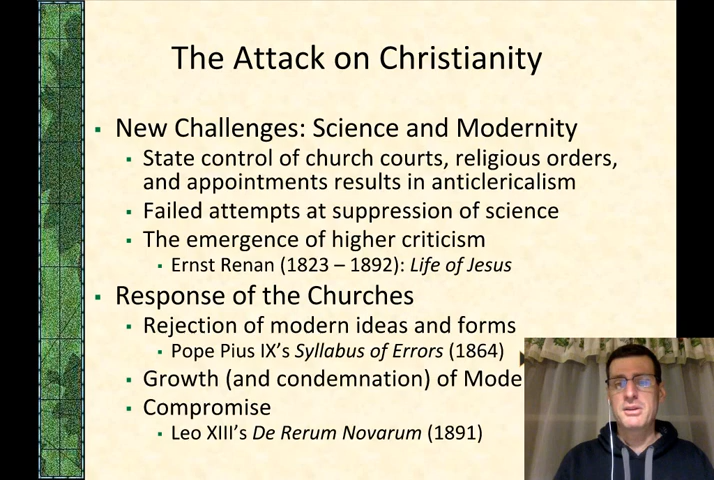 The Attack on Christianity
New Challenges: Science and Modernity
State control of church courts, religious orders,
and appointments results in anticlericalism
Failed attempts at suppression of science
The emergence of higher criticism
Ernst Renan (1823 – 1892): Life of Jesus
Response of the Churches
Rejection of modern ideas and forms
Pope Pius IX's Syllabus of Errors (1864)
Growth (and condemnation) of Mode
Compromise
Leo XIII's De Rerum Novarum (1891)